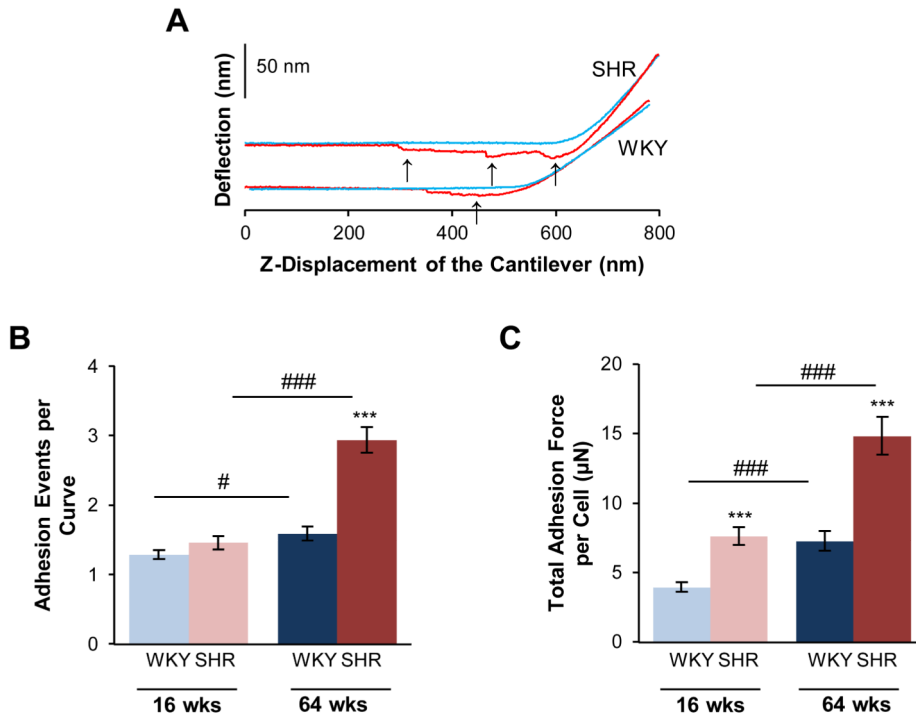 A
Deflection (nm)
50 nm
SHR
WKY
0 200 400 600 800
Z-Displacement of the Cantilever (nm)
B
Adhesion Events per
Curve
4
3
2
1
0
###
***
#
WKY SHR WKY SHR
16 wks 64 wks
C
Total Adhesion Force
per Cell (µN)
20
15
10
5
0
###
***
###
***
WKY SHR WKY SHR
16 wks 64 wks